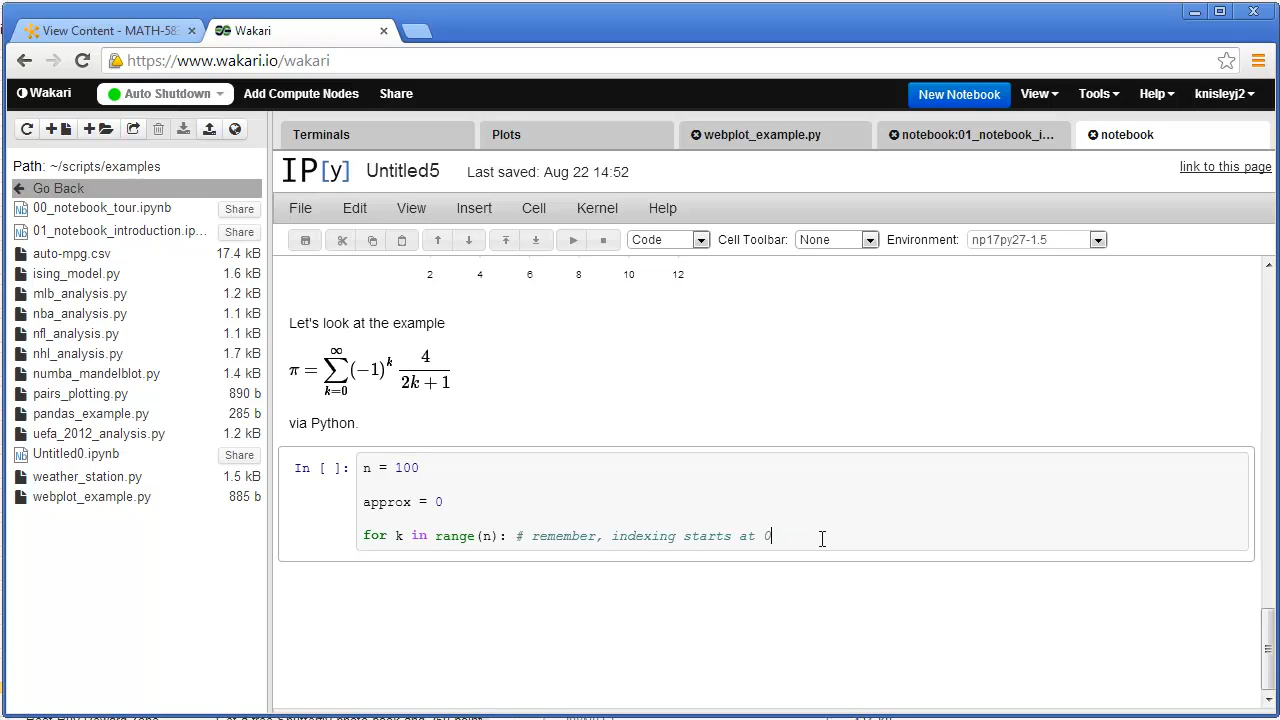 View Content - MATH-58
Wakari
https://www.wakari.io/wakari
Wakari
Auto Shutdown
Add Compute Nodes
Share
New Notebook
View
Tools
Help
knisleyj2
Terminals
Plots
webplot_example.py
notebook:01_notebook_i...
notebook
Path: ~/scripts/examples
Go Back
00_notebook_tour.ipynb Share
01_notebook_introduction.ip... Share
auto-mpg.csv 17.4 kB
ising_model.py 1.6 kB
mlb_analysis.py 1.2 kB
nba_analysis.py 1.1 kB
nfl_analysis.py 1.1 kB
nhl_analysis.py 1.7 kB
numba_mandelblot.py 1.4 kB
pairs_plotting.py 890 b
pandas_example.py 285 b
uefa_2012_analysis.py 1.2 kB
Untitled0.ipynb Share
weather_station.py 1.5 kB
webplot_example.py 885 b
IP[y] Untitled5 Last saved: Aug 22 14:52
link to this page
File Edit View Insert Cell Kernel Help
Code Cell Toolbar: None Environment: np17py27-1.5
2 4 6 8 10 12
Let's look at the example
π = ∑_{k=0}^{∞} (−1)^k 4/(2k + 1)
via Python.
In [ ]: n = 100
approx = 0
for k in range(n): # remember, indexing starts at 0